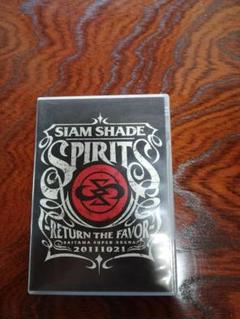 SIAM SHADE
SPIRITS
-RETURN THE FAVOR-
SAITAMA SUPER ARENA
20111021